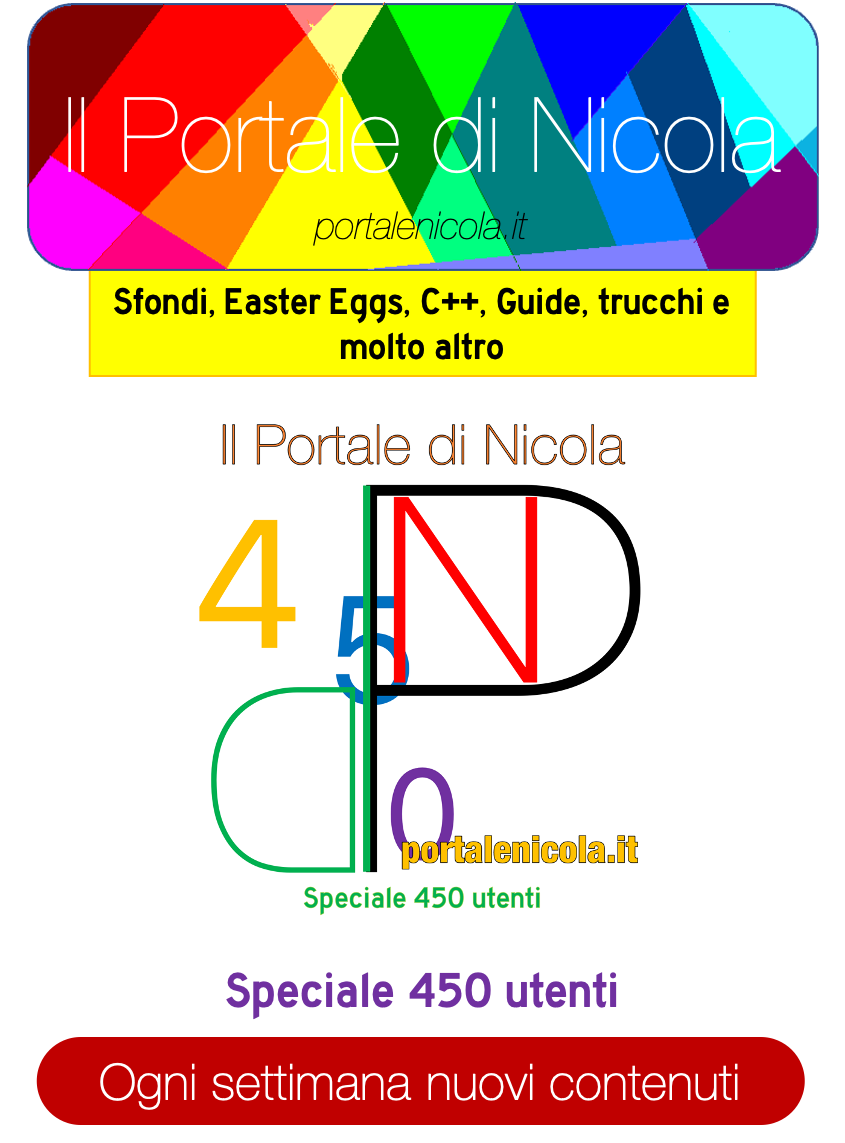 Il Portale di Nicola
portalenicola.it
Sfondi, Easter Eggs, C++, Guide, trucchi e
molto altro
Il Portale di Nicola
4
5
N
0
portalenicola.it
Speciale 450 utenti
Speciale 450 utenti
Ogni settimana nuovi contenuti